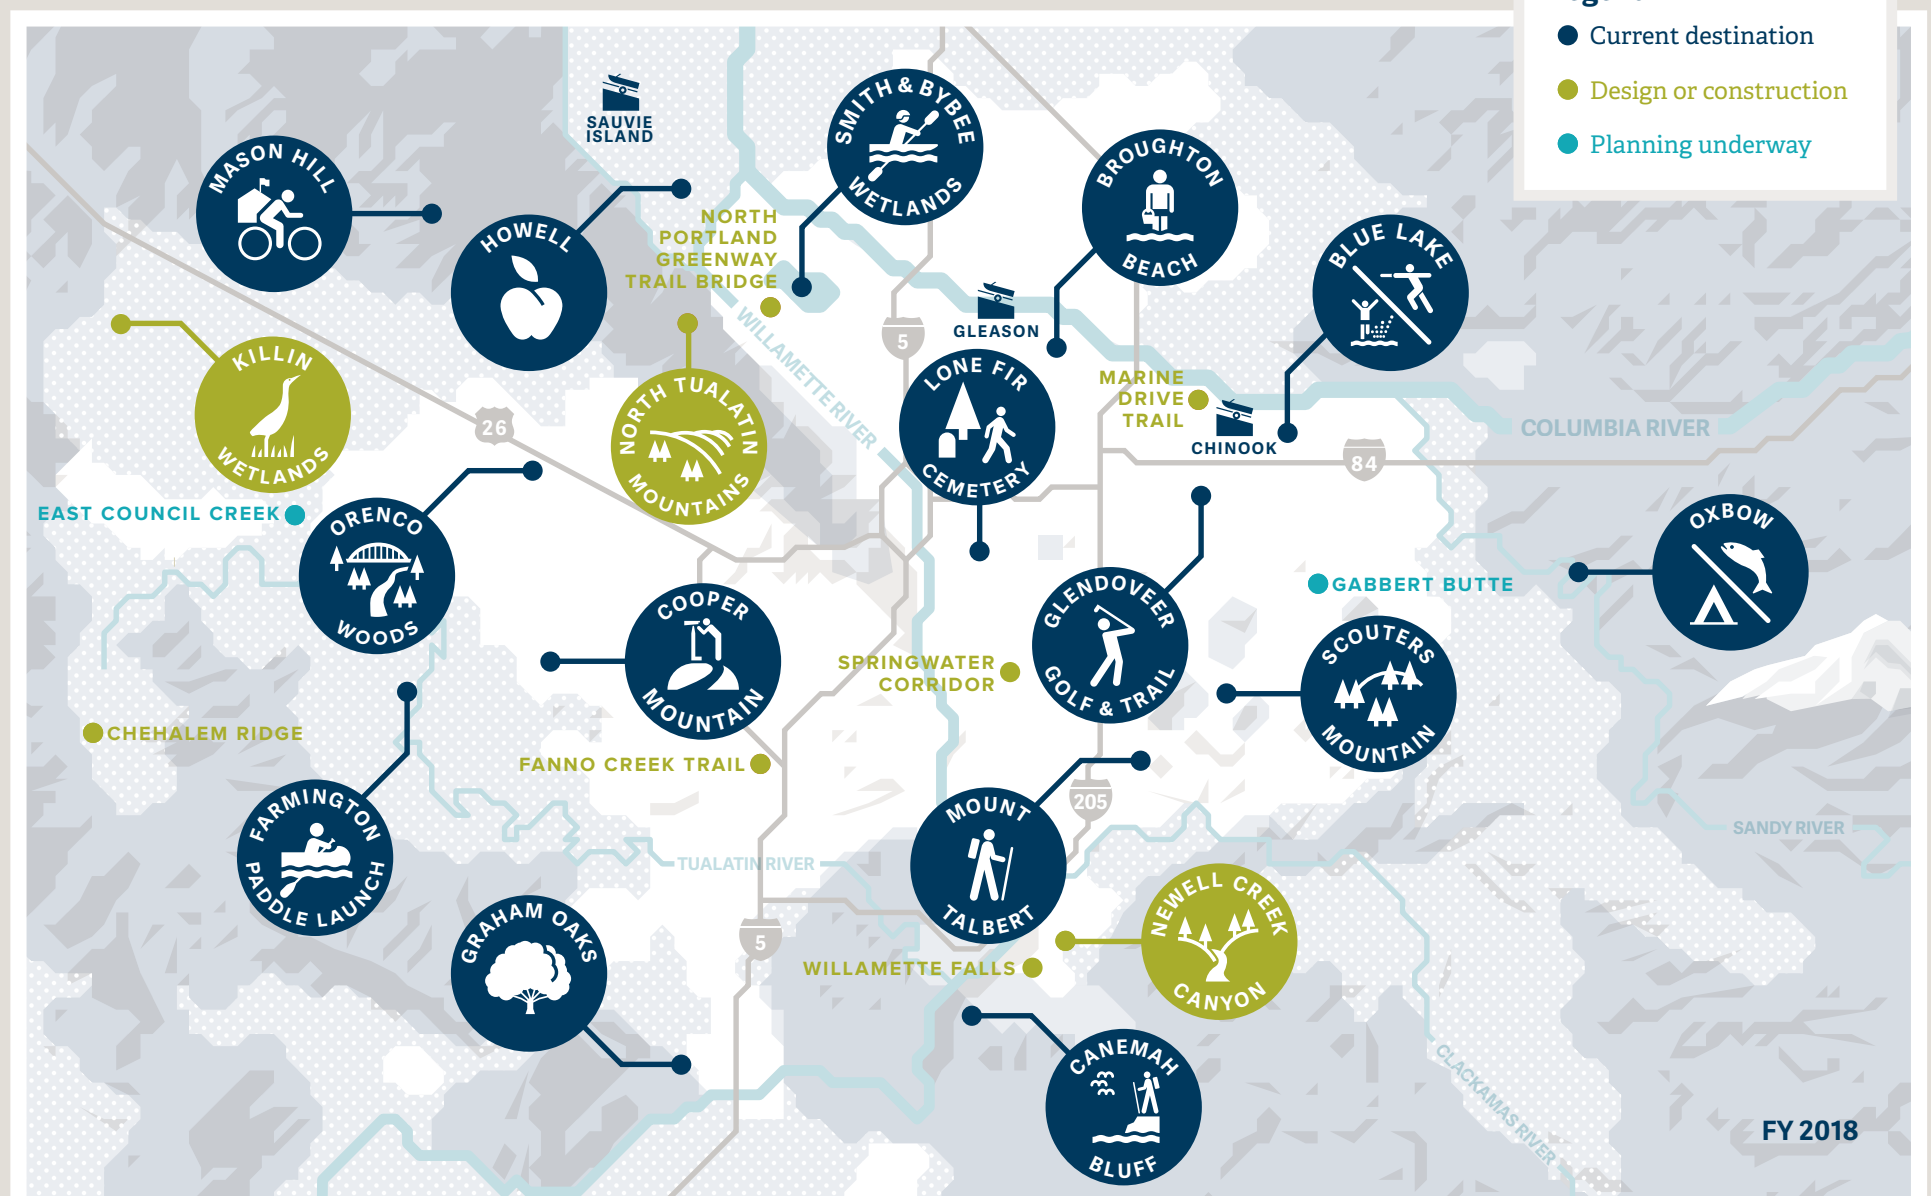 Current destination
Design or construction
Planning underway
SAUVIE
ISLAND
SMITH & BYBEE
WETLANDS
MASON HILL
BROUGHTON
BEACH
HOWELL
NORTH
PORTLAND
GREENWAY
TRAIL BRIDGE
BLUE LAKE
GLEASON
WILLAMETTE RIVER
5
KILLIN
WETLANDS
LONE FIR
CEMETERY
MARINE
DRIVE
TRAIL
NORTH TUALATIN
MOUNTAINS
26
CHINOOK
COLUMBIA RIVER
84
EAST COUNCIL CREEK
ORENCO
WOODS
OXBOW
GABBERT BUTTE
COOPER
MOUNTAIN
GLENDOVEER
GOLF & TRAIL
SCOUTERS
MOUNTAIN
SPRINGWATER
CORRIDOR
CHEHALEM RIDGE
FANNO CREEK TRAIL
FARMINGTON
PADDLE LAUNCH
205
MOUNT
TALBERT
SANDY RIVER
TUALATIN RIVER
NEWELL CREEK
CANYON
GRAHAM OAKS
5
WILLAMETTE FALLS
CANEMAH
BLUFF
CLACKAMAS RIVER
FY 2018